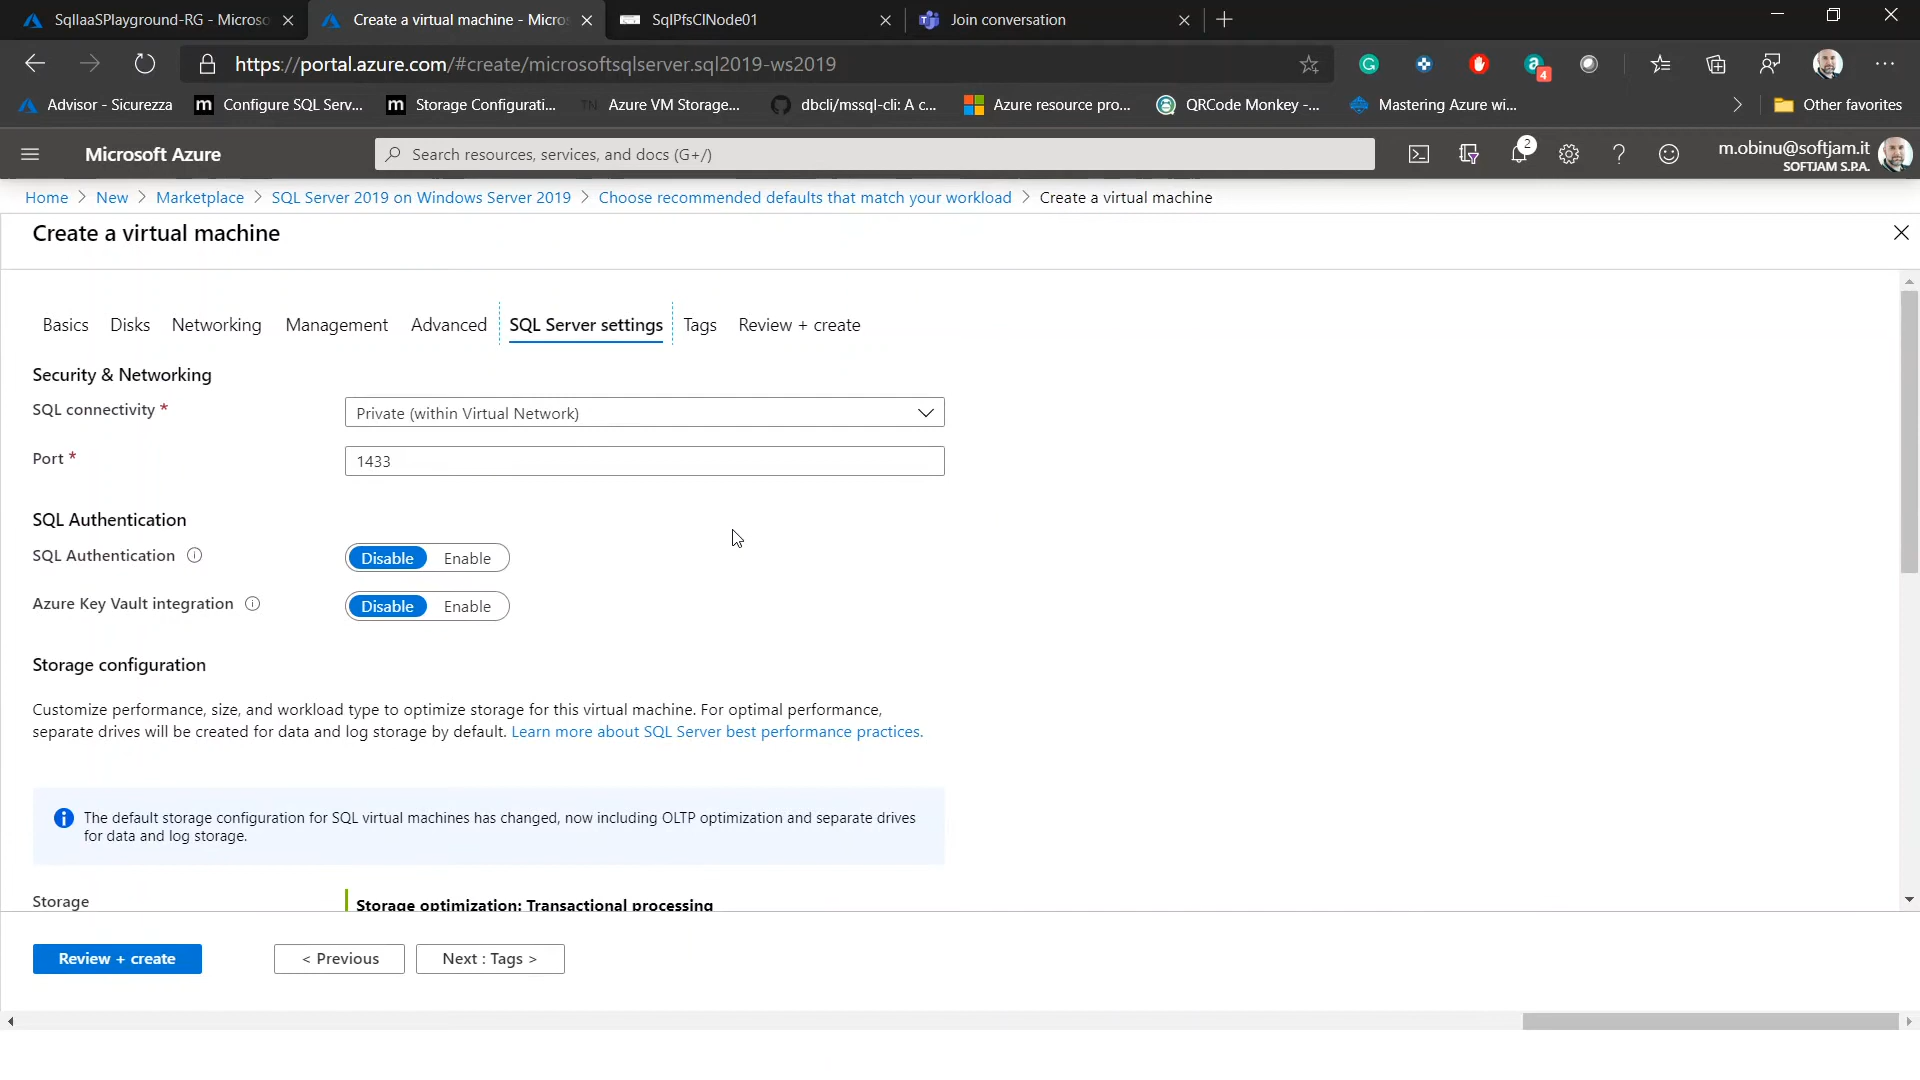 SqlIaaSPlayground-RG - Microso
Create a virtual machine - Micros
SqlPfsClNode01
Join conversation
https://portal.azure.com/#create/microsoftsqlserver.sql2019-ws2019
4
Advisor - Sicurezza
m Configure SQL Serv...
m Storage Configurati...
TN Azure VM Storage...
dbcli/mssql-cli: A c...
Azure resource pro...
QRCode Monkey -...
Mastering Azure wi...
Other favorites
Microsoft Azure
Search resources, services, and docs (G+/)
2
m.obinu@softjam.it
SOFTJAM S.P.A.
Home > New > Marketplace > SQL Server 2019 on Windows Server 2019 > Choose recommended defaults that match your workload > Create a virtual machine
Create a virtual machine
Basics Disks Networking Management Advanced SQL Server settings Tags Review + create
Security & Networking
SQL connectivity *
Private (within Virtual Network)
Port *
1433
SQL Authentication
SQL Authentication
Disable Enable
Azure Key Vault integration
Disable Enable
Storage configuration
Customize performance, size, and workload type to optimize storage for this virtual machine. For optimal performance,
separate drives will be created for data and log storage by default. Learn more about SQL Server best performance practices.
The default storage configuration for SQL virtual machines has changed, now including OLTP optimization and separate drives
for data and log storage.
Storage
Storage optimization: Transactional processing
Review + create
< Previous
Next : Tags >